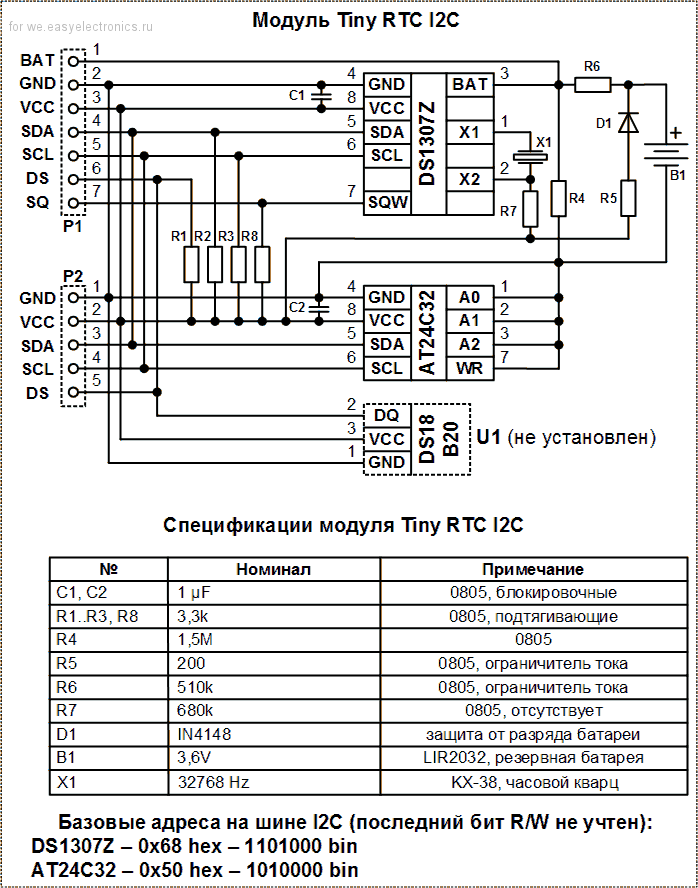 for we.easyelectronics.ru
Модуль Tiny RTC I2C
BAT 1
GND 2
VCC 3
SDA 4
SCL 5
DS 6
SQ 7
P1
4 GND BAT 3
8 VCC
5 SDA X1 1
6 SCL
X2 2
7 SQW
DS1307Z
C1
X1
R7
R4
R5
R6
D1
B1
R1 R2 R3 R8
P2
GND 1
VCC 2
SDA 3
SCL 4
DS 5
C2
4 GND A0 1
8 VCC A1 2
5 SDA A2 3
6 SCL WR 7
AT24C32
2 DQ
3 VCC
1 GND
DS18
B20
U1 (не установлен)
Спецификации модуля Tiny RTC I2C
№ Номинал Примечание
C1, C2 1 µF 0805, блокировочные
R1..R3, R8 3,3k 0805, подтягивающие
R4 1,5M 0805
R5 200 0805, ограничитель тока
R6 510k 0805, ограничитель тока
R7 680k 0805, отсутствует
D1 IN4148 защита от разряда батареи
B1 3,6V LIR2032, резервная батарея
X1 32768 Hz KX-38, часовой кварц
Базовые адреса на шине I2C (последний бит R/W не учтен):
DS1307Z – 0x68 hex – 1101000 bin
AT24C32 – 0x50 hex – 1010000 bin